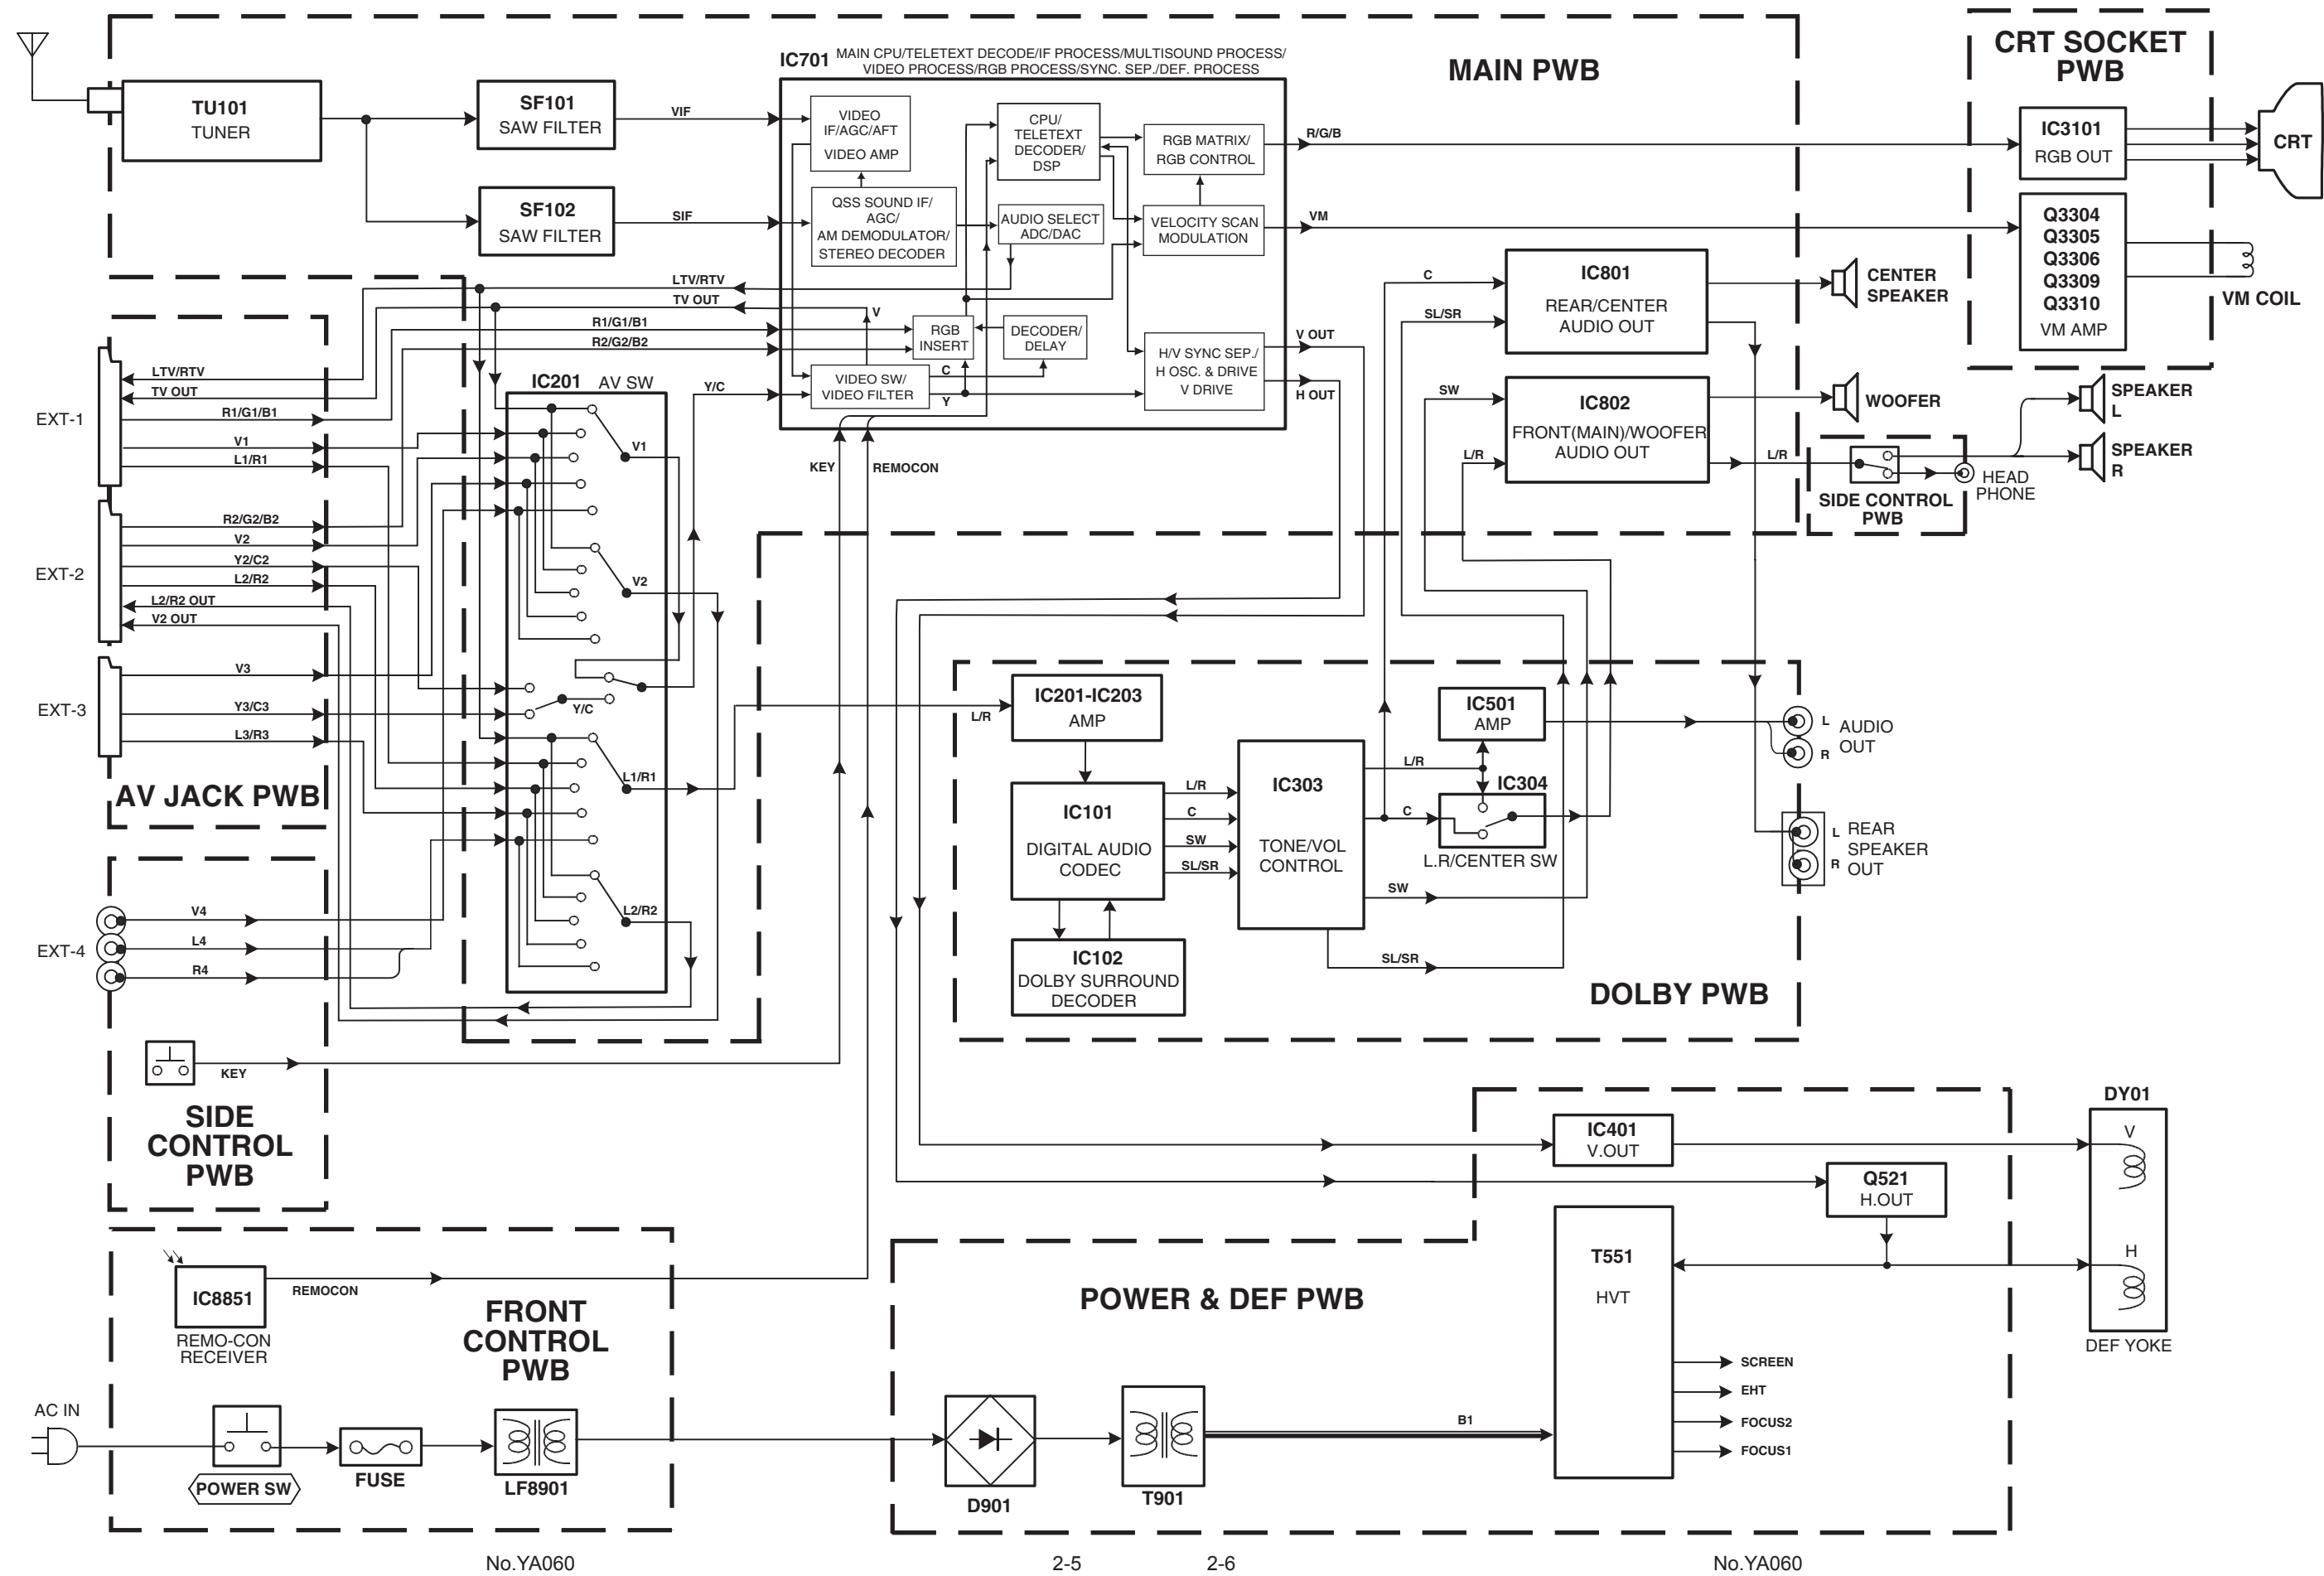 TU101
TUNER
SF101
SAW FILTER
SF102
SAW FILTER
VIF
SIF
IC701 MAIN CPU/TELETEXT DECODE/IF PROCESS/MULTISOUND PROCESS/
VIDEO PROCESS/RGB PROCESS/SYNC. SEP./DEF. PROCESS
MAIN PWB
VIDEO
IF/AGC/AFT
VIDEO AMP
QSS SOUND IF/
AGC/
AM DEMODULATOR/
STEREO DECODER
CPU/
TELETEXT
DECODER/
DSP
AUDIO SELECT
ADC/DAC
RGB MATRIX/
RGB CONTROL
VELOCITY SCAN
MODULATION
RGB
INSERT
DECODER/
DELAY
VIDEO SW/
VIDEO FILTER
H/V SYNC SEP./
H OSC. & DRIVE
V DRIVE
V
C
Y
R/G/B
VM
V OUT
H OUT
CRT SOCKET
PWB
IC3101
RGB OUT
CRT
Q3304
Q3305
Q3306
Q3309
Q3310
VM AMP
VM COIL
LTV/RTV
TV OUT
R1/G1/B1
R2/G2/B2
Y/C
KEY
REMOCON
C
SL/SR
IC801
REAR/CENTER
AUDIO OUT
CENTER
SPEAKER
SW
L/R
IC802
FRONT(MAIN)/WOOFER
AUDIO OUT
WOOFER
L/R
SIDE CONTROL
PWB
HEAD
PHONE
SPEAKER
L
SPEAKER
R
EXT-1
LTV/RTV
TV OUT
R1/G1/B1
V1
L1/R1
EXT-2
R2/G2/B2
V2
Y2/C2
L2/R2
L2/R2 OUT
V2 OUT
EXT-3
V3
Y3/C3
L3/R3
AV JACK PWB
IC201 AV SW
V1
V2
Y/C
L1/R1
L2/R2
EXT-4
V4
L4
R4
KEY
SIDE
CONTROL
PWB
L/R
IC201-IC203
AMP
IC101
DIGITAL AUDIO
CODEC
IC102
DOLBY SURROUND
DECODER
L/R
C
SW
SL/SR
IC303
TONE/VOL
CONTROL
L/R
C
SW
SL/SR
IC501
AMP
IC304
L.R/CENTER SW
DOLBY PWB
L
R
AUDIO
OUT
L
R
REAR
SPEAKER
OUT
IC401
V.OUT
Q521
H.OUT
DY01
V
H
DEF YOKE
T551
HVT
SCREEN
EHT
FOCUS2
FOCUS1
POWER & DEF PWB
D901
T901
B1
IC8851
REMO-CON
RECEIVER
REMOCON
FRONT
CONTROL
PWB
AC IN
POWER SW
FUSE
LF8901
No.YA060
2-5
2-6
No.YA060